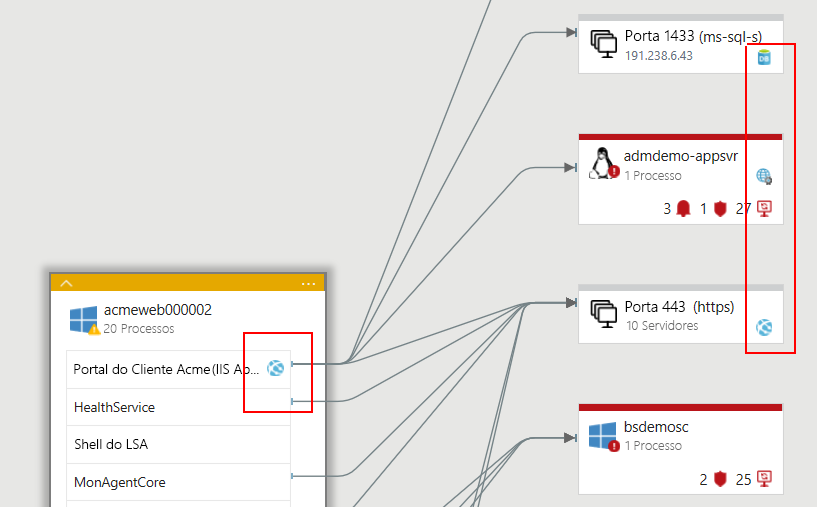 Porta 1433 (ms-sql-s)
191.238.6.43
DB
admdemo-appsvr
1 Processo
3 1 27
acmeweb000002
20 Processos
Portal do Cliente Acme(IIS Ap...
HealthService
Shell do LSA
MonAgentCore
Porta 443 (https)
10 Servidores
bsdemosc
1 Processo
2 25